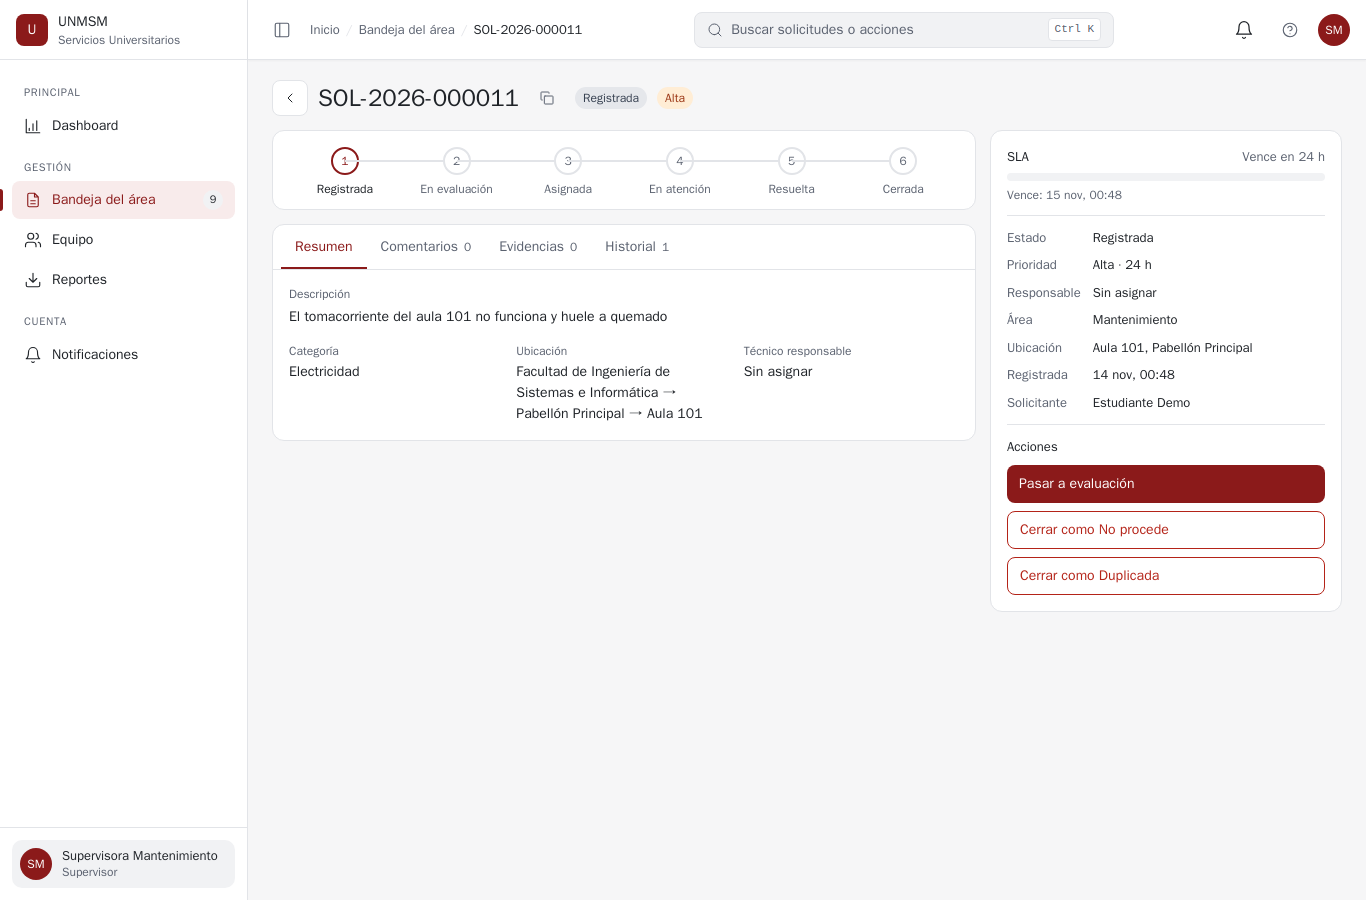 U
UNMSM
Servicios Universitarios
PRINCIPAL
Dashboard
GESTIÓN
Bandeja del área 9
Equipo
Reportes
CUENTA
Notificaciones
SM
Supervisora Mantenimiento
Supervisor
Inicio / Bandeja del área / SOL-2026-000011
Buscar solicitudes o acciones Ctrl K
SM
SOL-2026-000011 Registrada Alta
1 2 3 4 5 6
Registrada En evaluación Asignada En atención Resuelta Cerrada
Resumen Comentarios 0 Evidencias 0 Historial 1
Descripción
El tomacorriente del aula 101 no funciona y huele a quemado
Categoría
Electricidad
Ubicación
Facultad de Ingeniería de
Sistemas e Informática →
Pabellón Principal → Aula 101
Técnico responsable
Sin asignar
SLA Vence en 24 h
Vence: 15 nov, 00:48
Estado Registrada
Prioridad Alta · 24 h
Responsable Sin asignar
Área Mantenimiento
Ubicación Aula 101, Pabellón Principal
Registrada 14 nov, 00:48
Solicitante Estudiante Demo
Acciones
Pasar a evaluación
Cerrar como No procede
Cerrar como Duplicada